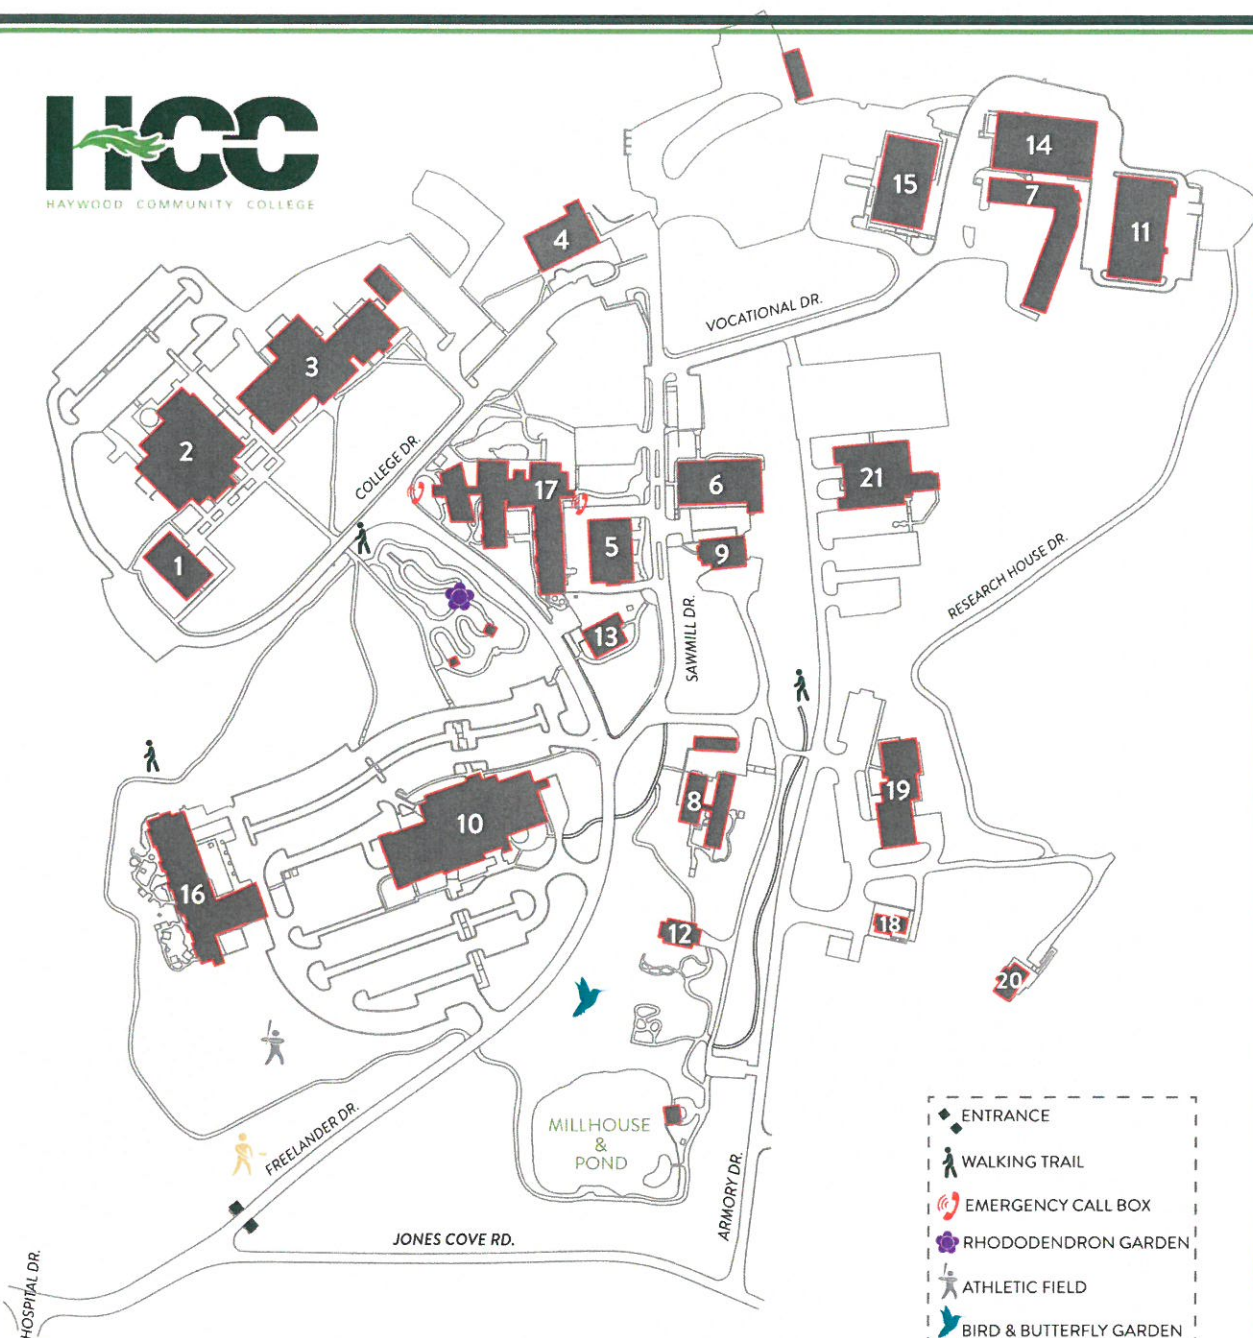 HCC
HAYWOOD COMMUNITY COLLEGE
14
15
7
4
11
VOCATIONAL DR.
3
2
COLLEGE DR.
17
6
21
5
9
1
RESEARCH HOUSE DR.
SAWMILL DR.
13
19
8
10
16
12
18
20
MILLHOUSE
&
POND
FREELANDER DR.
ARMORY DR.
JONES COVE RD.
HOSPITAL DR.
ENTRANCE
WALKING TRAIL
EMERGENCY CALL BOX
RHODODENDRON GARDEN
ATHLETIC FIELD
BIRD & BUTTERFLY GARDEN